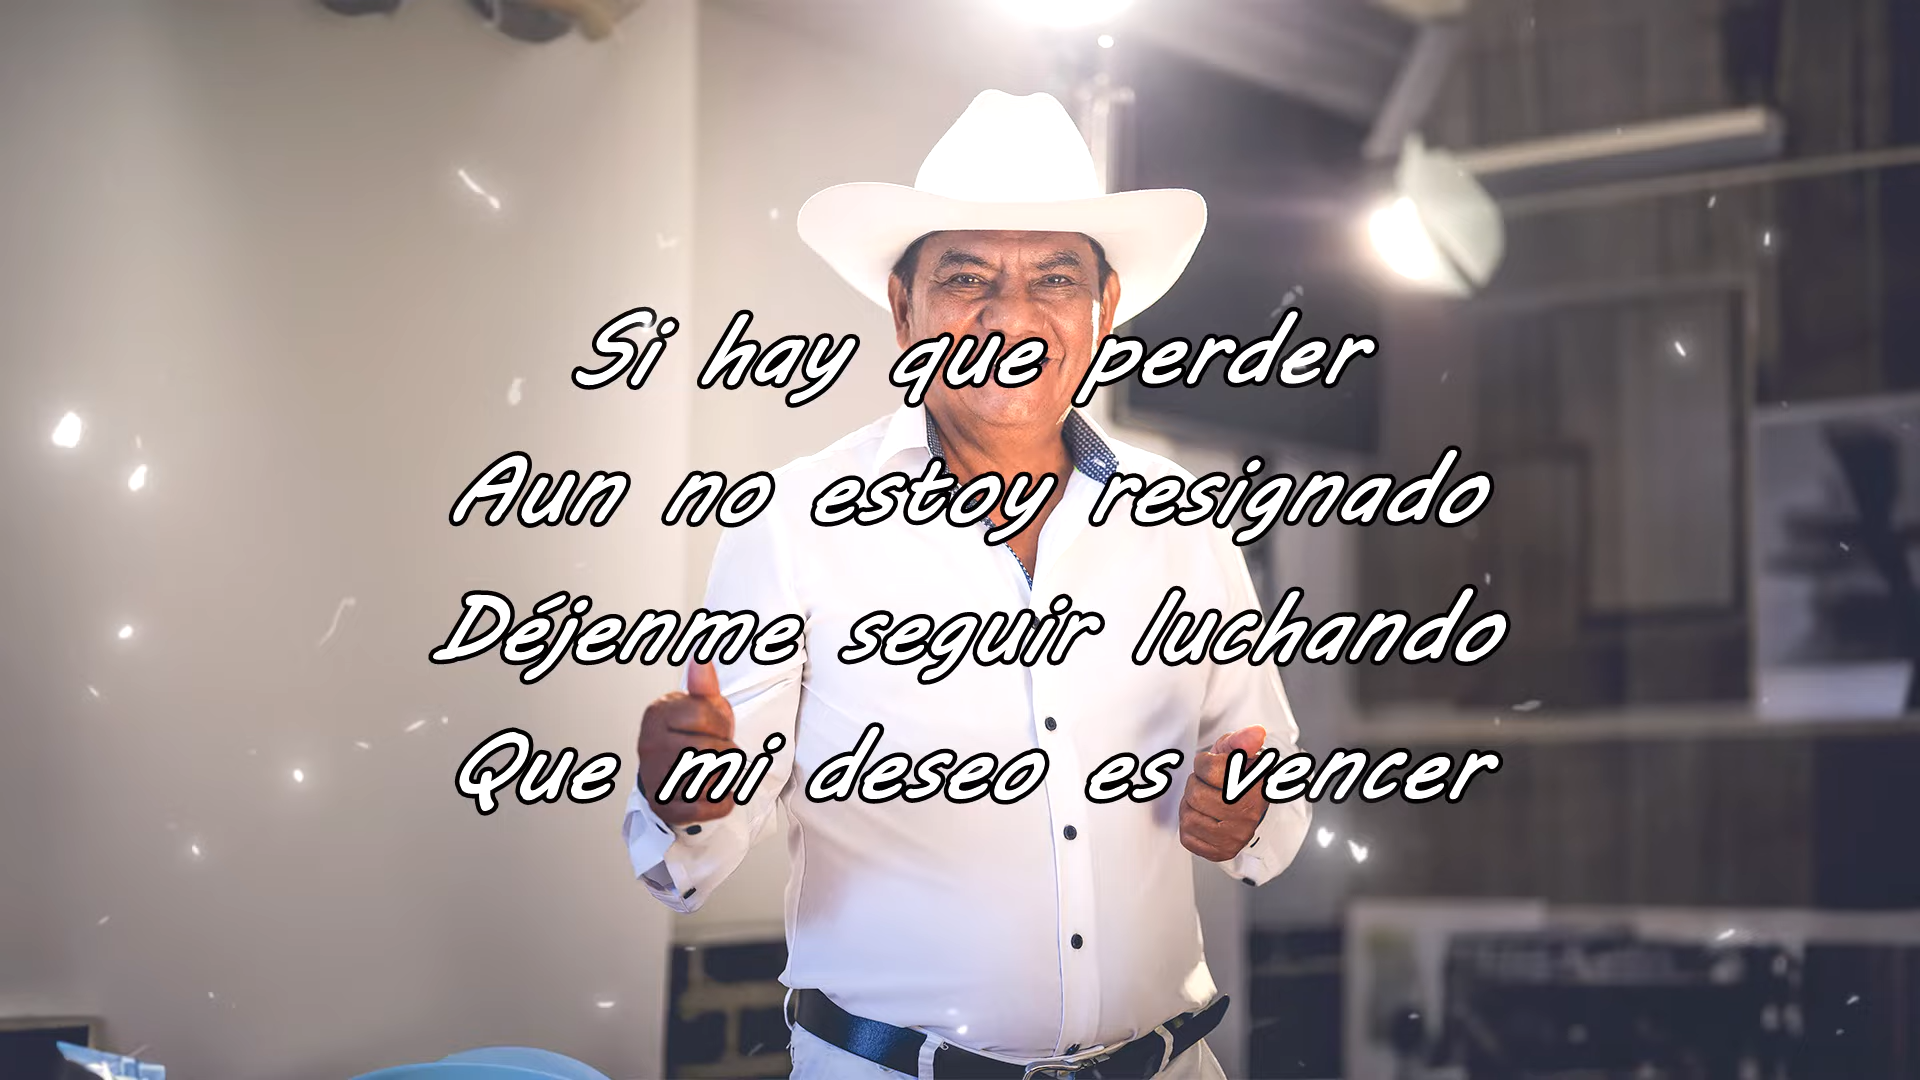 Si hay que perder
Aun no estoy resignado
Déjenme seguir luchando
Que mi deseo es vencer